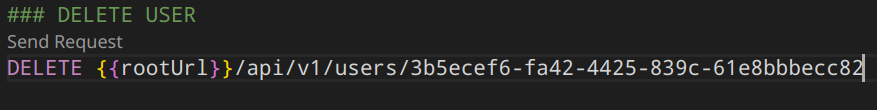 ### DELETE USER
Send Request
DELETE {{rootUrl}}/api/v1/users/3b5ecef6-fa42-4425-839c-61e8bbbecc82